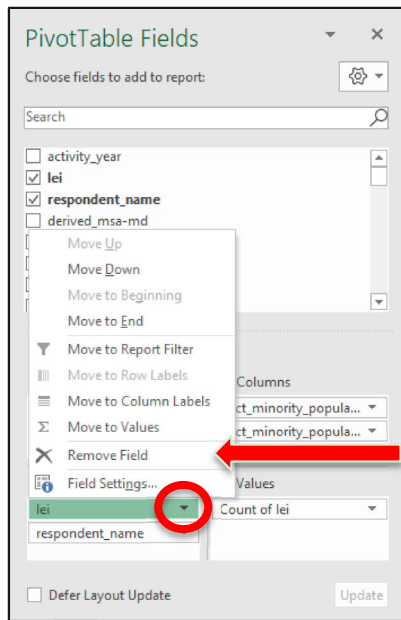 PivotTable Fields
Choose fields to add to report:
Search
activity_year
lei
respondent_name
derived_msa-md
Move Up
Move Down
Move to Beginning
Move to End
Move to Report Filter
Move to Row Labels
Columns
Move to Column Labels
ct_minority_popula...
Move to Values
ct_minority_popula...
Remove Field
Field Settings...
Values
lei
Count of lei
respondent_name
Defer Layout Update
Update